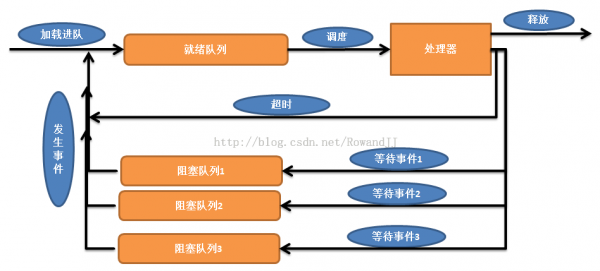 加载进队
就绪队列
调度
处理器
释放
超时
发生事件
http://blog.csdn.net/RowandJJ
阻塞队列1
等待事件1
阻塞队列2
等待事件2
阻塞队列3
等待事件3